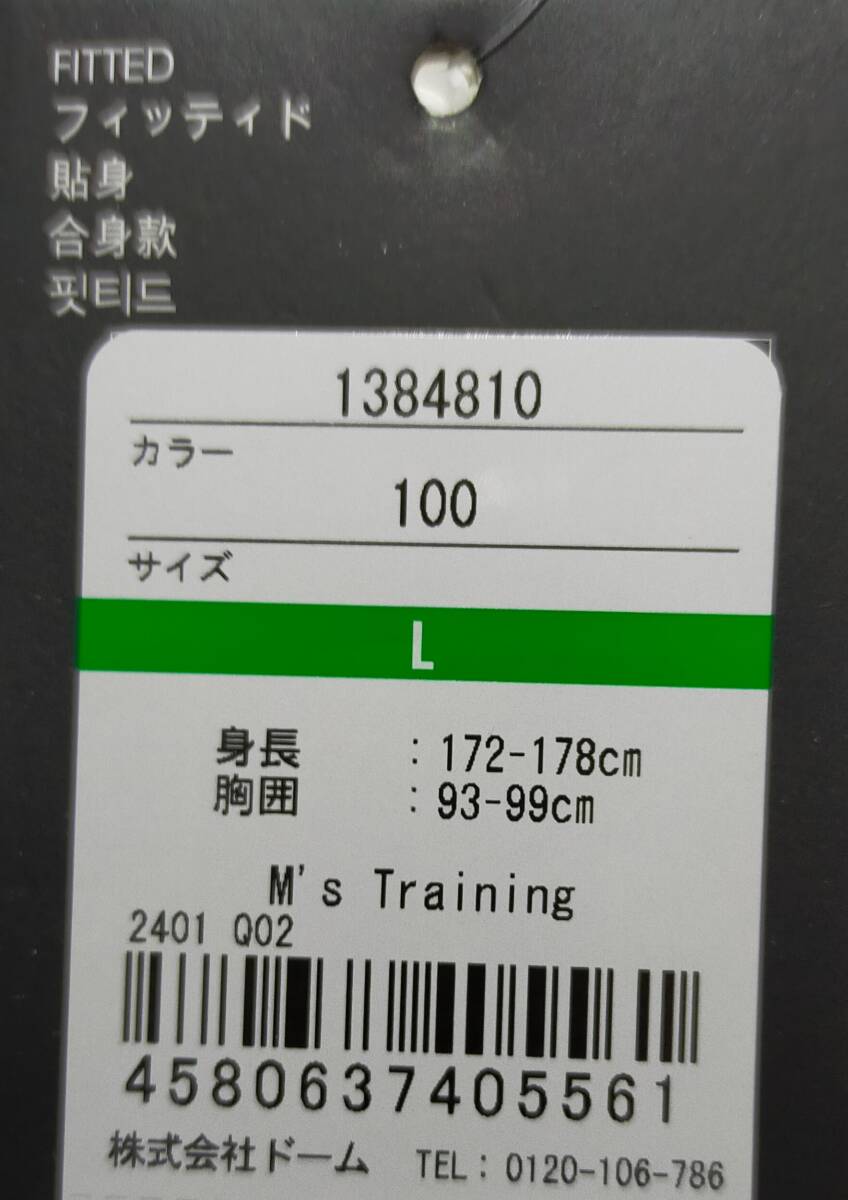 FITTED
フィッティド
貼身
合身款
핏티드
1384810
カラー
100
サイズ
L
身長 : 172-178cm
胸囲 : 93-99cm
M's Training
2401 Q02
4580637405561
株式会社ドーム TEL: 0120-106-786